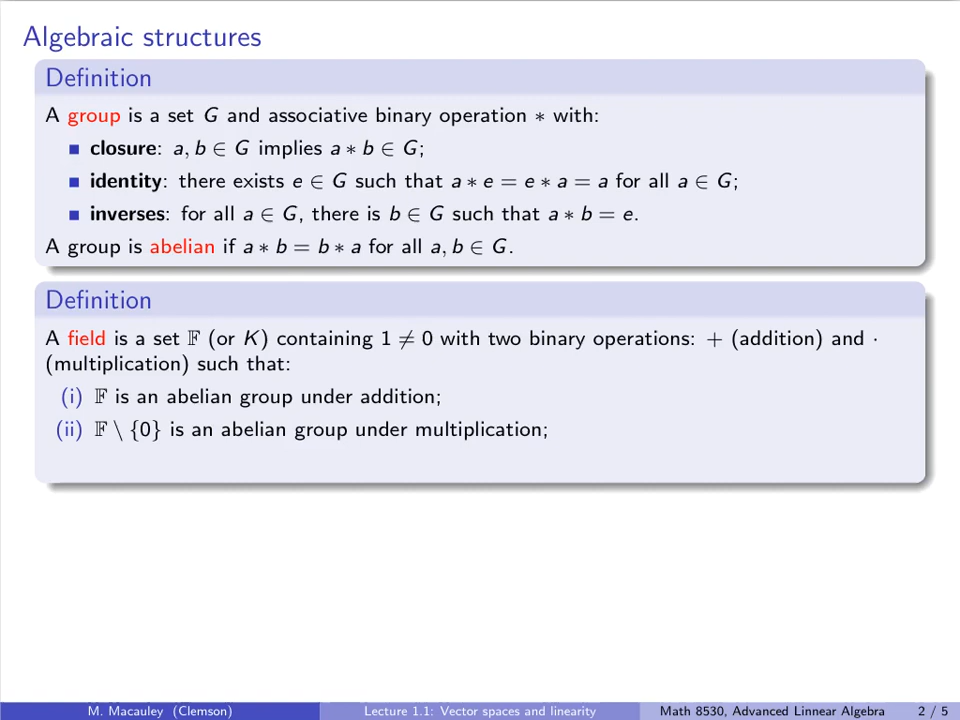 Algebraic structures
Definition
A group is a set G and associative binary operation ∗ with:
closure: a, b ∈ G implies a ∗ b ∈ G;
identity: there exists e ∈ G such that a ∗ e = e ∗ a = a for all a ∈ G;
inverses: for all a ∈ G, there is b ∈ G such that a ∗ b = e.
A group is abelian if a ∗ b = b ∗ a for all a, b ∈ G.
Definition
A field is a set 𝔽 (or K) containing 1 ≠ 0 with two binary operations: + (addition) and ·
(multiplication) such that:
(i) 𝔽 is an abelian group under addition;
(ii) 𝔽 \ {0} is an abelian group under multiplication;
M. Macauley (Clemson) Lecture 1.1: Vector spaces and linearity Math 8530, Advanced Linnear Algebra 2 / 5